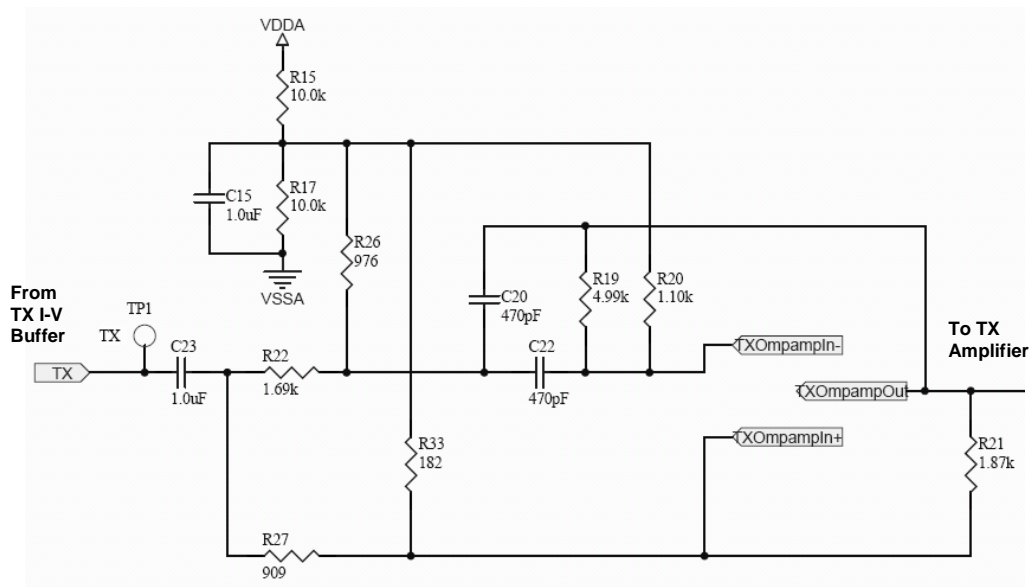 VDDA
R15
10.0k
C15
1.0uF
R17
10.0k
VSSA
R26
976
C20
470pF
R19
4.99k
R20
1.10k
From
TX I-V
Buffer
TP1
TX
TX
C23
1.0uF
R22
1.69k
C22
470pF
TXOmpampIn-
To TX
Amplifier
TXOmpampOut
TXOmpampIn+
R33
182
R21
1.87k
R27
909